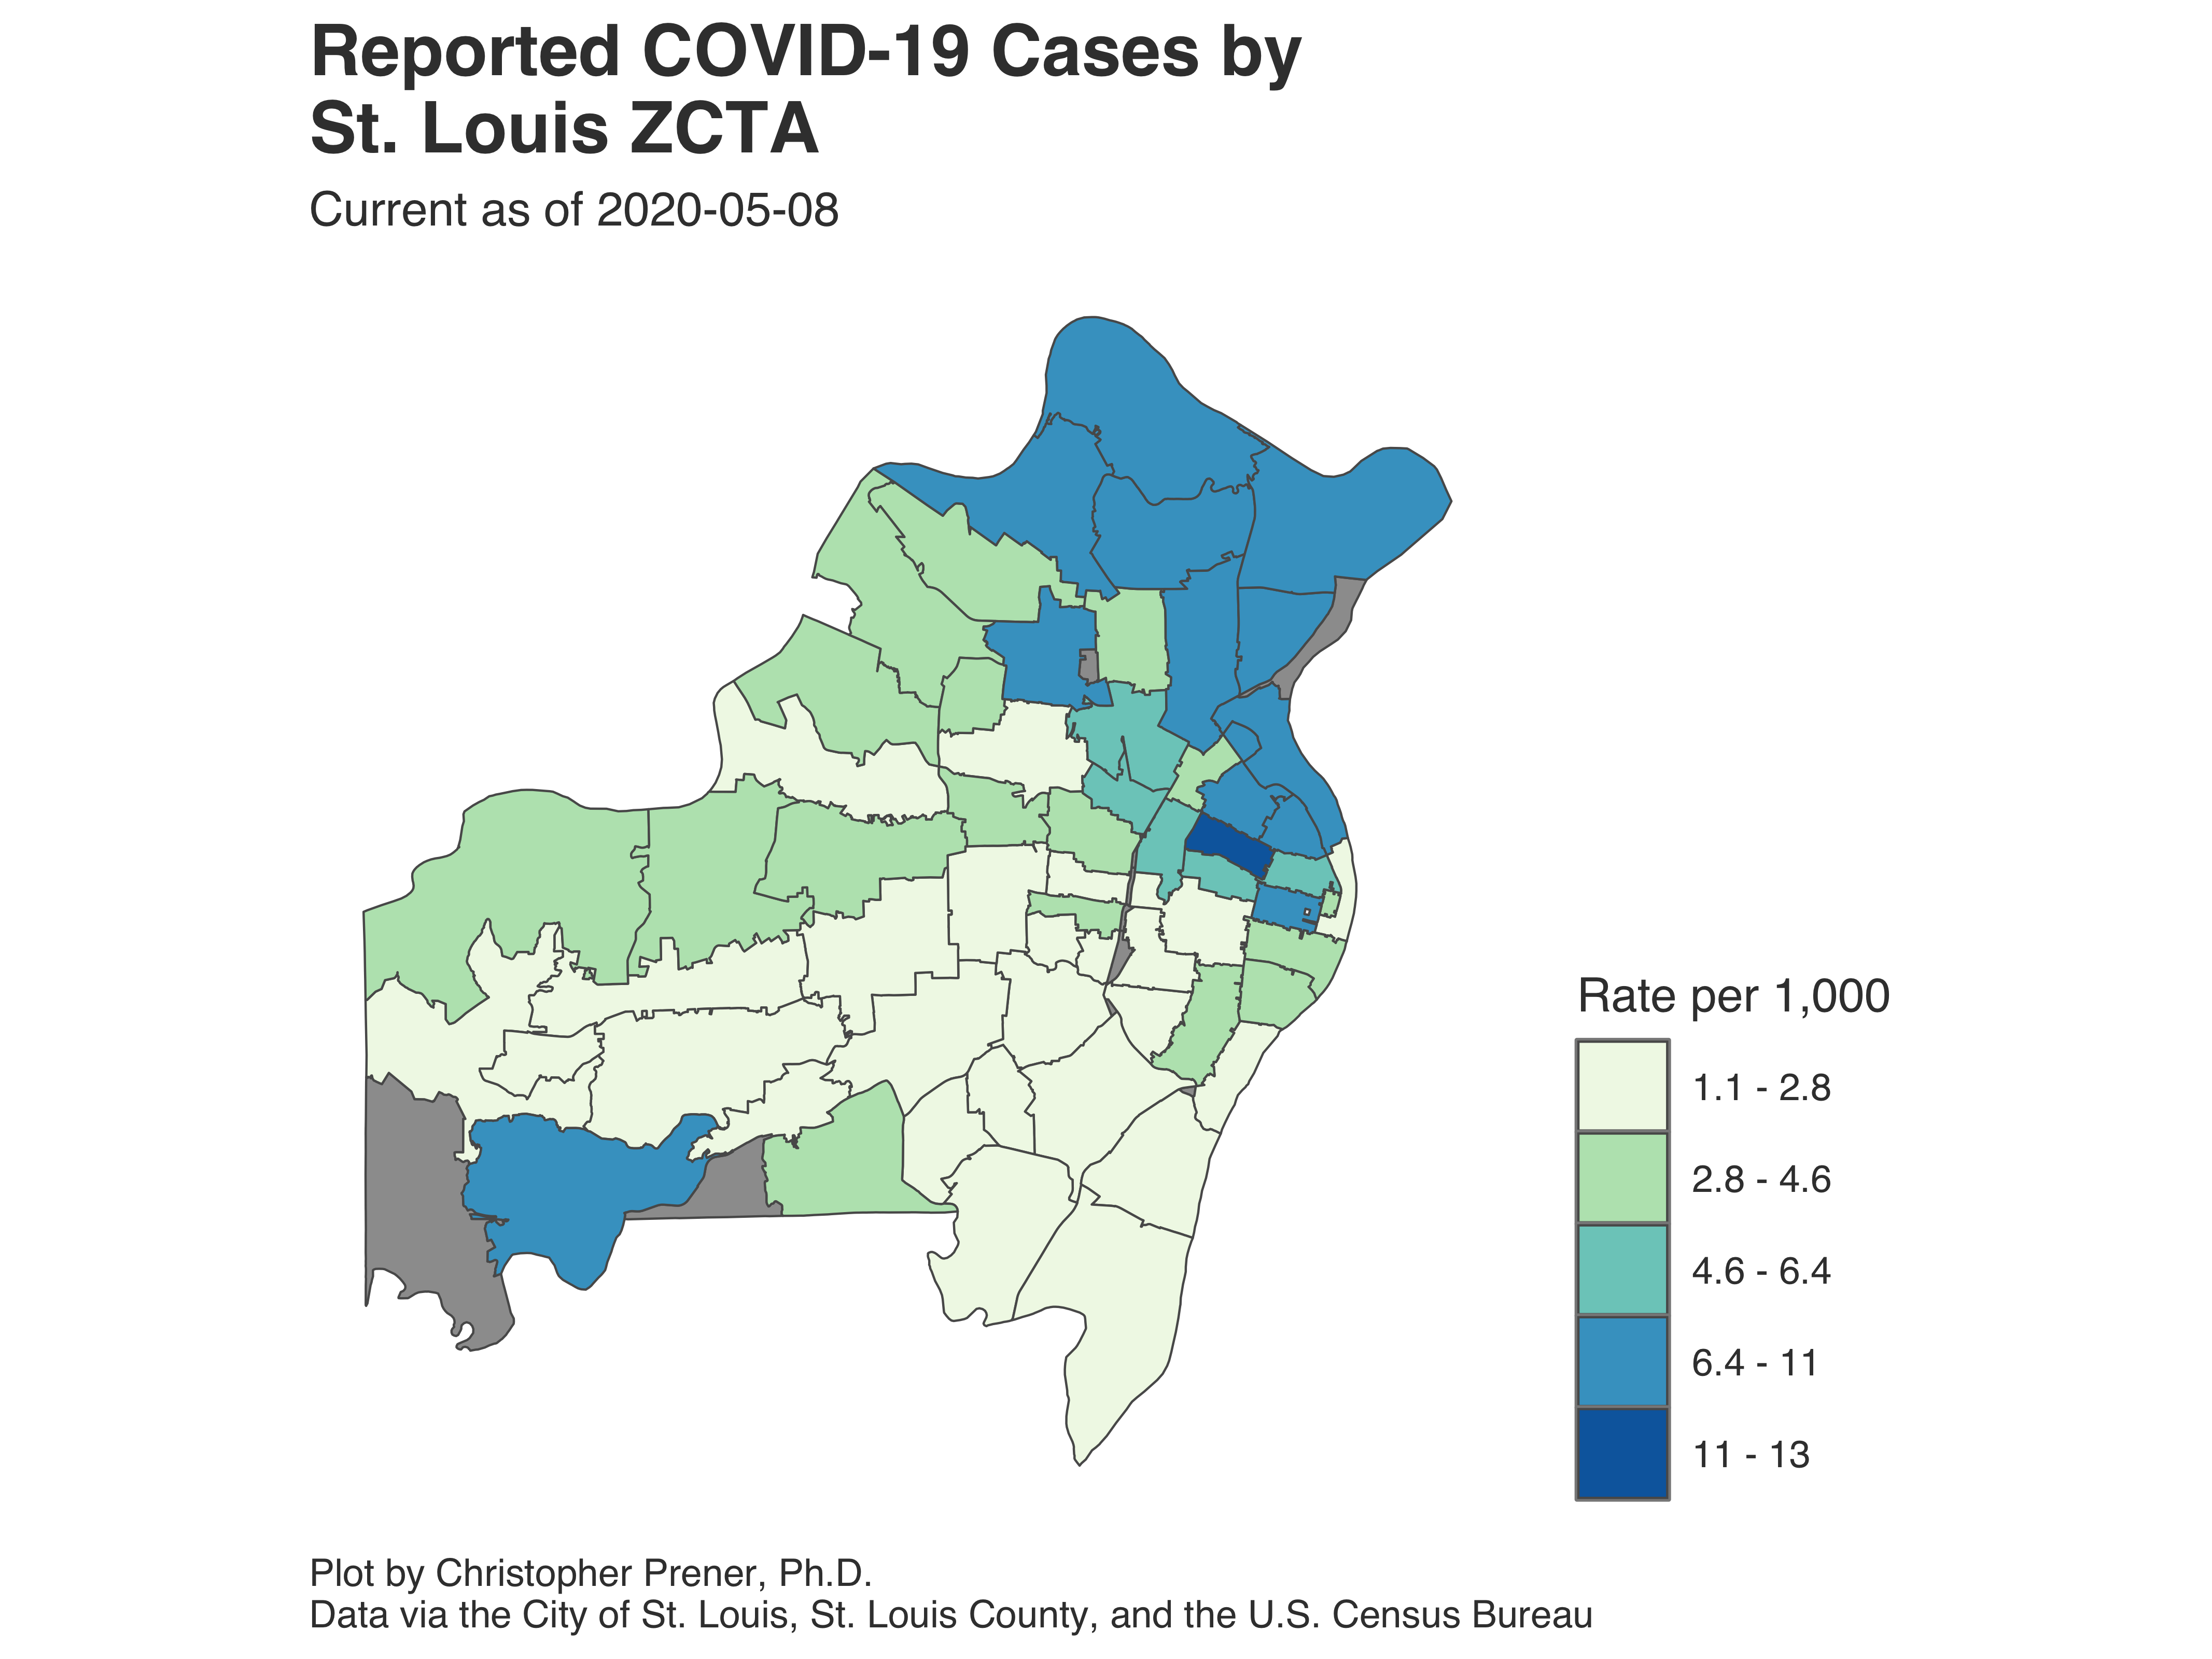 Reported COVID-19 Cases by
St. Louis ZCTA
Current as of 2020-05-08
Rate per 1,000
1.1 - 2.8
2.8 - 4.6
4.6 - 6.4
6.4 - 11
11 - 13
Plot by Christopher Prener, Ph.D.
Data via the City of St. Louis, St. Louis County, and the U.S. Census Bureau